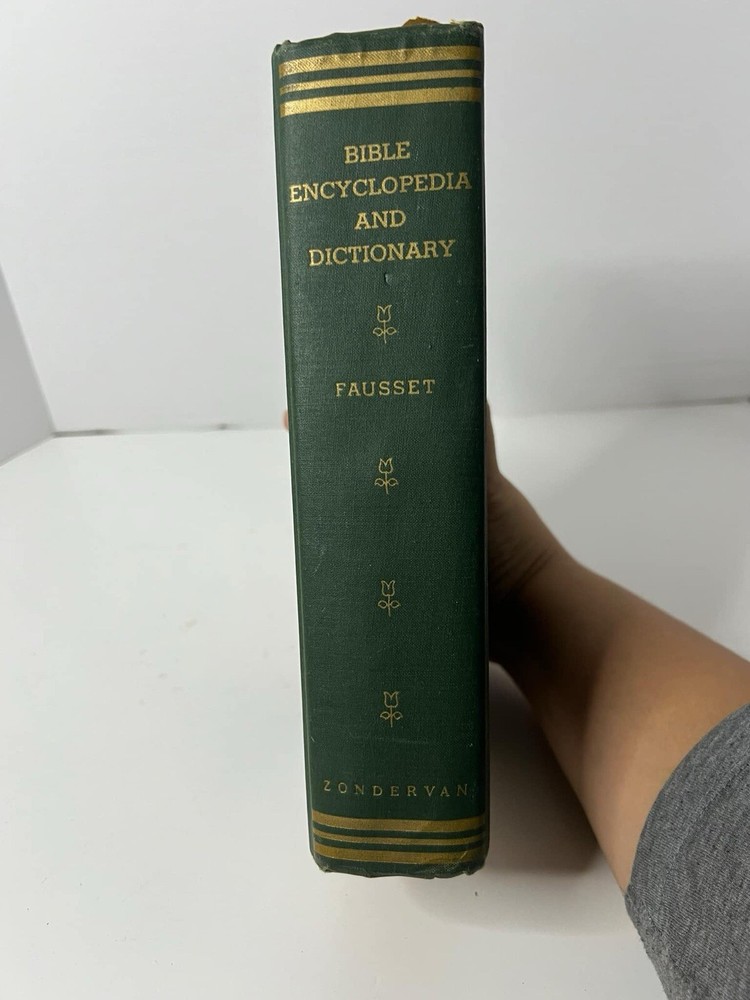 BIBLE
ENCYCLOPEDIA
AND
DICTIONARY
FAUSSET
ZONDERVAN